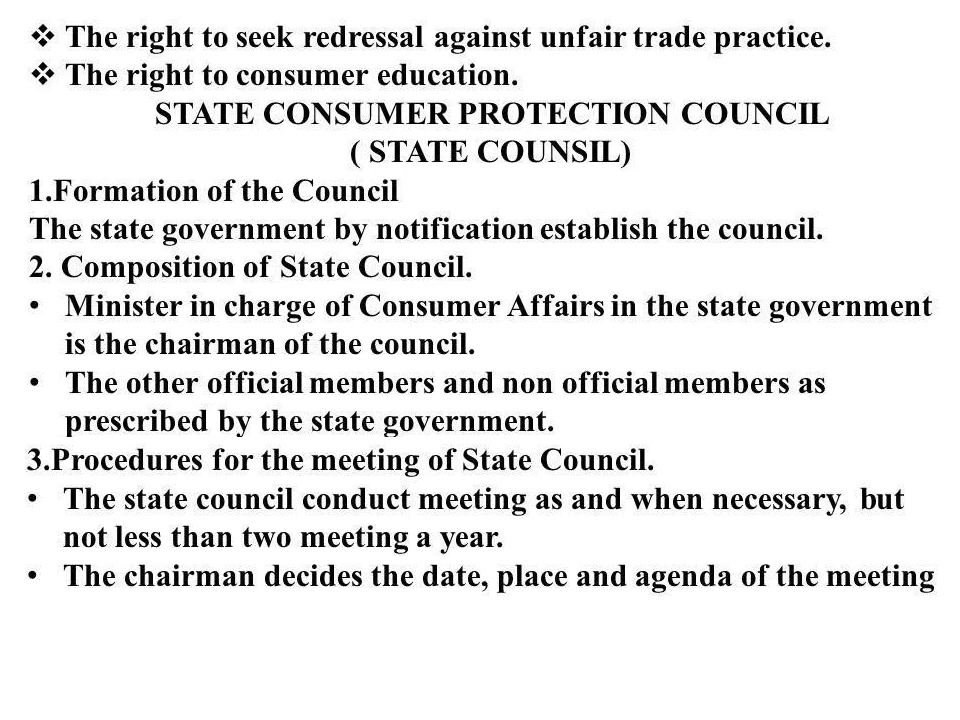 ❖ The right to seek redressal against unfair trade practice.
❖ The right to consumer education.
STATE CONSUMER PROTECTION COUNCIL
( STATE COUNSIL)
1.Formation of the Council
The state government by notification establish the council.
2. Composition of State Council.
• Minister in charge of Consumer Affairs in the state government
is the chairman of the council.
• The other official members and non official members as
prescribed by the state government.
3.Procedures for the meeting of State Council.
• The state council conduct meeting as and when necessary, but
not less than two meeting a year.
• The chairman decides the date, place and agenda of the meeting